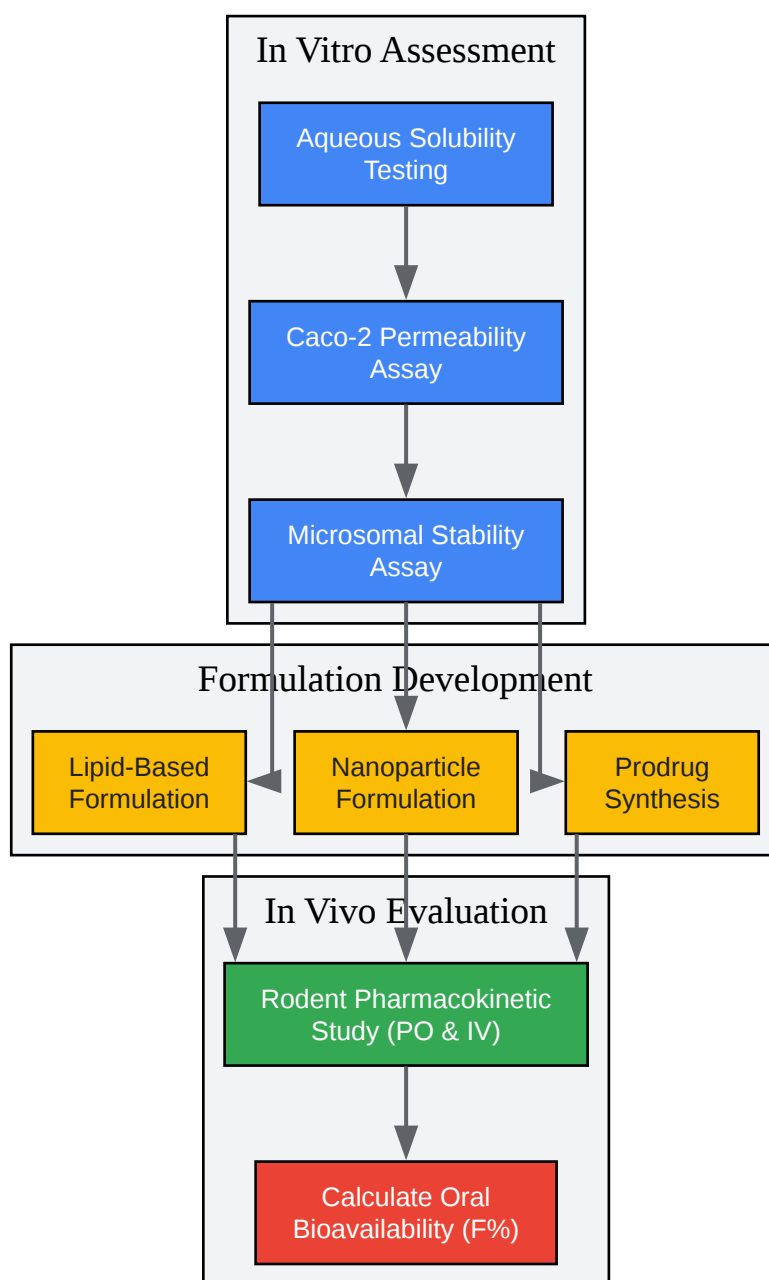 In Vitro Assessment
Aqueous Solubility
Testing
Caco-2 Permeability
Assay
Microsomal Stability
Assay
Formulation Development
Lipid-Based
Formulation
Nanoparticle
Formulation
Prodrug
Synthesis
In Vivo Evaluation
Rodent Pharmacokinetic
Study (PO & IV)
Calculate Oral
Bioavailability (F%)